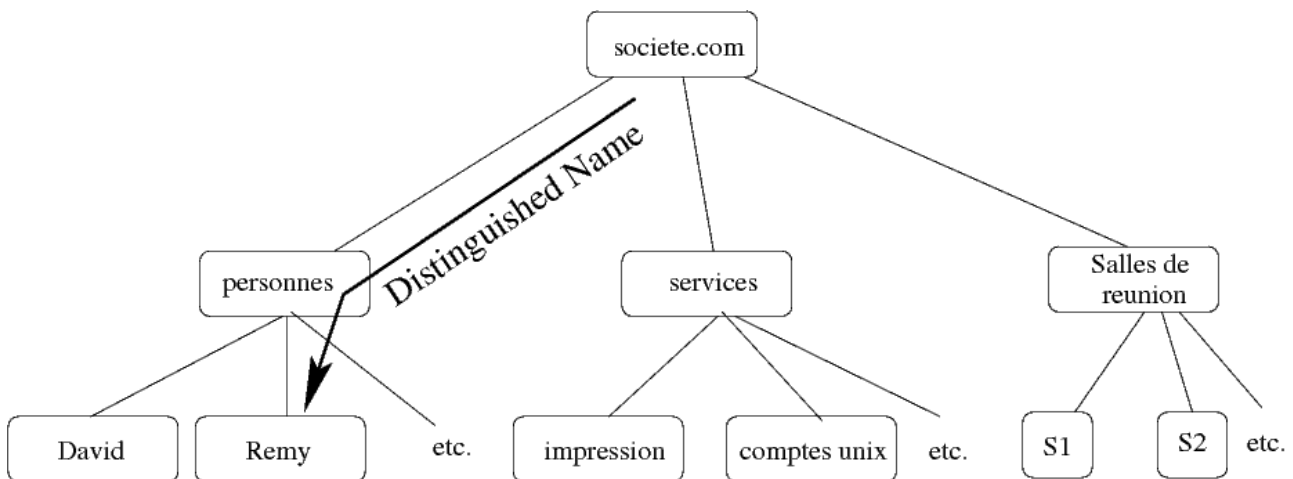 societe.com
Distinguished Name
personnes
services
Salles de
reunion
David
Remy
etc.
impression
comptes unix
etc.
S1
S2
etc.